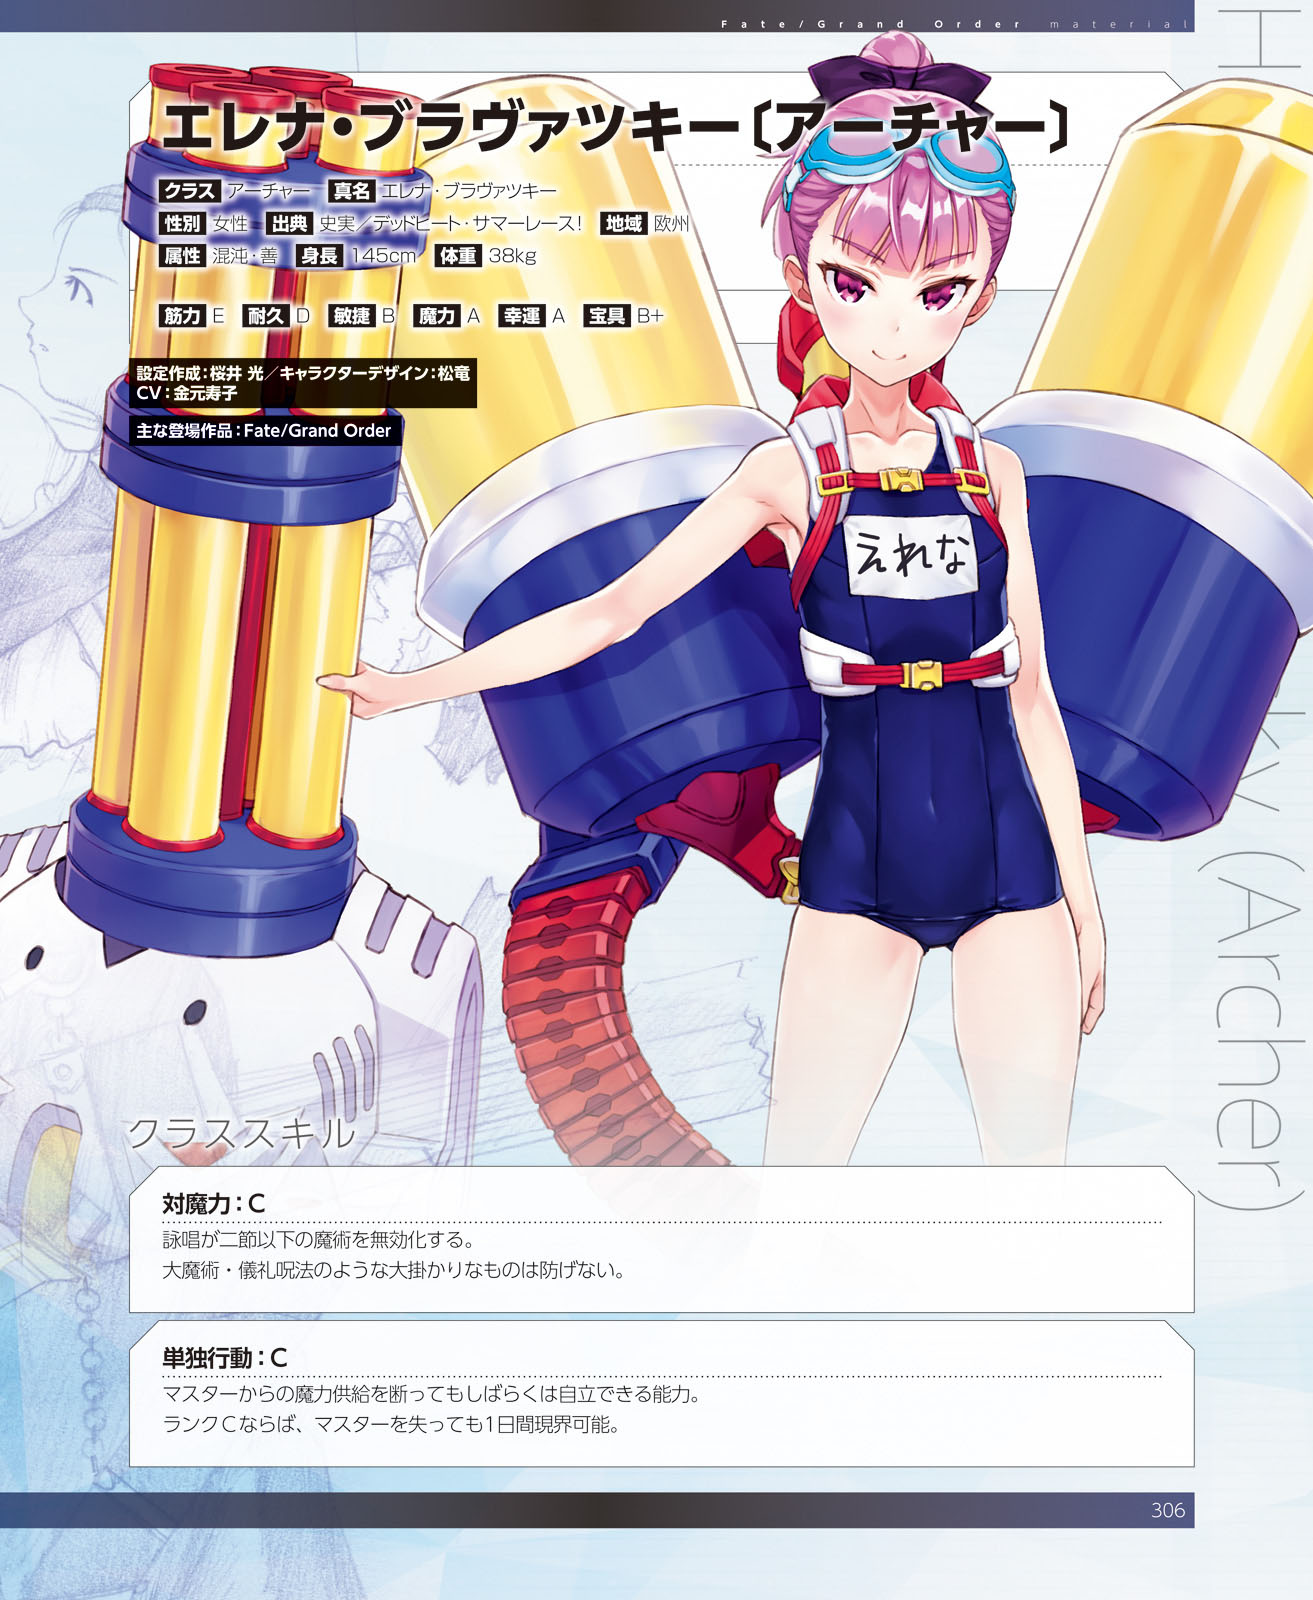 Fate/Grand Order material
エレナ・ブラヴァツキー〔アーチャー〕
クラス アーチャー 真名 エレナ・ブラヴァツキー
性別 女性 出典 史実／デッドヒート・サマーレース！ 地域 欧州
属性 混沌・善 身長 145cm 体重 38kg
筋力 E 耐久 D 敏捷 B 魔力 A 幸運 A 宝具 B+
設定作成：桜井 光／キャラクターデザイン：松竜
CV：金元寿子
主な登場作品：Fate/Grand Order
えれな
クラススキル
対魔力：C
詠唱が二節以下の魔術を無効化する。
大魔術・儀礼呪法のような大掛かりなものは防げない。
単独行動：C
マスターからの魔力供給を断ってもしばらくは自立できる能力。
ランクCならば、マスターを失っても1日間現界可能。
306
(Archer)